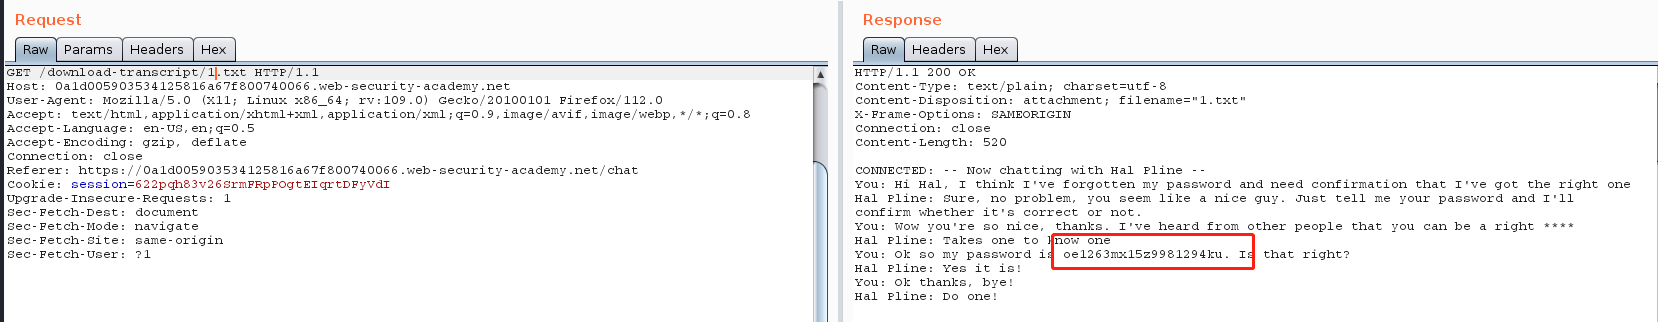 Request
Raw Params Headers Hex
GET /download-transcript/1.txt HTTP/1.1
Host: 0a1d005903534125816a67f800740066.web-security-academy.net
User-Agent: Mozilla/5.0 (X11; Linux x86_64; rv:109.0) Gecko/20100101 Firefox/112.0
Accept: text/html,application/xhtml+xml,application/xml;q=0.9,image/avif,image/webp,*/*;q=0.8
Accept-Language: en-US,en;q=0.5
Accept-Encoding: gzip, deflate
Connection: close
Referer: https://0a1d005903534125816a67f800740066.web-security-academy.net/chat
Cookie: session=622pqh83v26SrmFRpPOgtEIqrtDFyVdI
Upgrade-Insecure-Requests: 1
Sec-Fetch-Dest: document
Sec-Fetch-Mode: navigate
Sec-Fetch-Site: same-origin
Sec-Fetch-User: ?1
Response
Raw Headers Hex
HTTP/1.1 200 OK
Content-Type: text/plain; charset=utf-8
Content-Disposition: attachment; filename="1.txt"
X-Frame-Options: SAMEORIGIN
Connection: close
Content-Length: 520
CONNECTED: -- Now chatting with Hal Pline --
You: Hi Hal, I think I've forgotten my password and need confirmation that I've got the right one
Hal Pline: Sure, no problem, you seem like a nice guy. Just tell me your password and I'll
confirm whether it's correct or not.
You: Wow you're so nice, thanks. I've heard from other people that you can be a right ****
Hal Pline: Takes one to know one
You: Ok so my password is oe1263mx15z9981294ku. Is that right?
Hal Pline: Yes it is!
You: Ok thanks, bye!
Hal Pline: Do one!